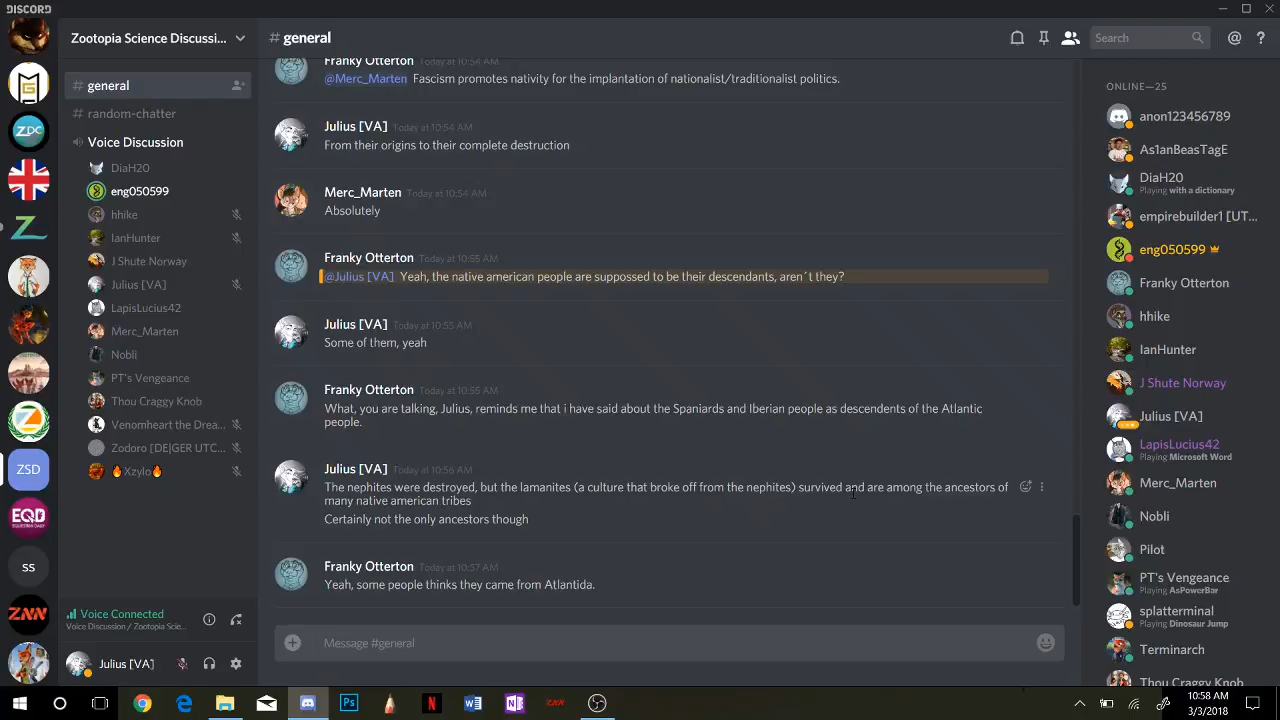 DISCORD
Zootopia Science Discussi...
# general
Search
# general
# random-chatter
Voice Discussion
DiaH20
eng050599
hhike
IanHunter
J Shute Norway
Julius [VA]
LapisLucius42
Merc_Marten
Nobli
PT's Vengeance
Thou Craggy Knob
Venomheart the Drea...
Zodoro [DE|GER UTC...
🔥Xzylo🔥
Voice Connected
Voice Discussion / Zootopia Scie...
Julius [VA]
Franky Otterton Today at 10:54 AM
@Merc_Marten Fascism promotes nativity for the implantation of nationalist/traditionalist politics.
Julius [VA] Today at 10:54 AM
From their origins to their complete destruction
Merc_Marten Today at 10:54 AM
Absolutely
Franky Otterton Today at 10:55 AM
@Julius [VA] Yeah, the native american people are suppossed to be their descendants, aren´t they?
Julius [VA] Today at 10:55 AM
Some of them, yeah
Franky Otterton Today at 10:55 AM
What, you are talking, Julius, reminds me that i have said about the Spaniards and Iberian people as descendents of the Atlantic
people.
Julius [VA] Today at 10:56 AM
The nephites were destroyed, but the lamanites (a culture that broke off from the nephites) survived and are among the ancestors of
many native american tribes
Certainly not the only ancestors though
Franky Otterton Today at 10:57 AM
Yeah, some people thinks they came from Atlantida.
Message #general
ONLINE—25
anon123456789
As1anBeasTagE
DiaH20
Playing with a dictionary
empirebuilder1 [UT...
eng050599
Franky Otterton
hhike
IanHunter
J Shute Norway
Julius [VA]
LapisLucius42
Playing Microsoft Word
Merc_Marten
Nobli
Pilot
PT's Vengeance
Playing AsPowerBar
splatterminal
Playing Dinosaur Jump
Terminarch
Thou Craggy Knob
ZDC
ZSD
EQD
ss
ZNN
Ps
N
ZNN
10:58 AM
3/3/2018